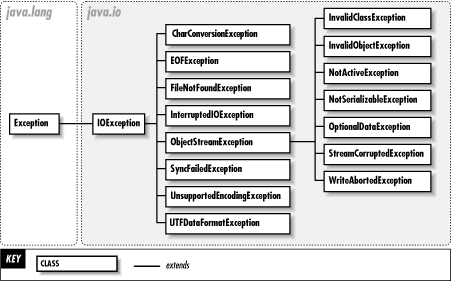 java.lang
java.io
Exception
IOException
CharConversionException
EOFException
FileNotFoundException
InterruptedIOException
ObjectStreamException
SyncFailedException
UnsupportedEncodingException
UTFDataFormatException
InvalidClassException
InvalidObjectException
NotActiveException
NotSerializableException
OptionalDataException
StreamCorruptedException
WriteAbortedException
KEY
CLASS
extends